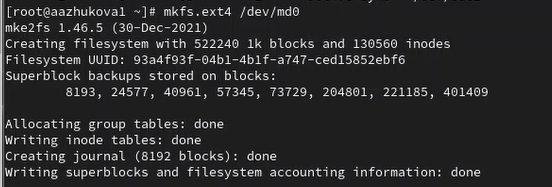 [root@aazhukova1 ~]# mkfs.ext4 /dev/md0
mke2fs 1.46.5 (30-Dec-2021)
Creating filesystem with 522240 1k blocks and 130560 inodes
Filesystem UUID: 93a4f93f-04b1-4b1f-a747-ced15852ebf6
Superblock backups stored on blocks:
8193, 24577, 40961, 57345, 73729, 204801, 221185, 401409
Allocating group tables: done
Writing inode tables: done
Creating journal (8192 blocks): done
Writing superblocks and filesystem accounting information: done